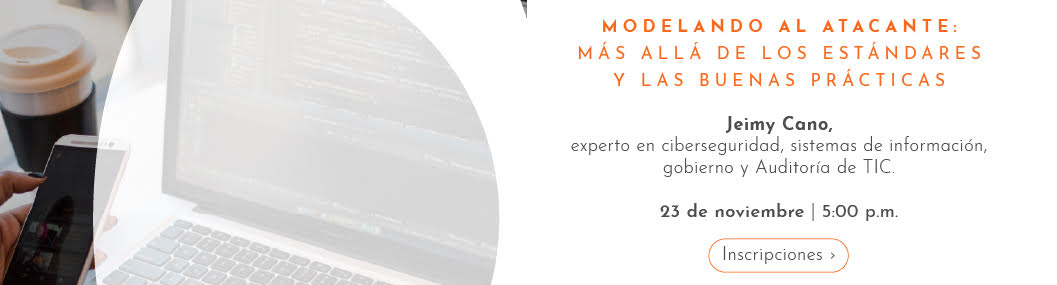 MODELANDO AL ATACANTE:
MÁS ALLÁ DE LOS ESTÁNDARES
Y LAS BUENAS PRÁCTICAS
Jeimy Cano,
experto en ciberseguridad, sistemas de información,
gobierno y Auditoría de TIC.
23 de noviembre | 5:00 p.m.
Inscripciones ›